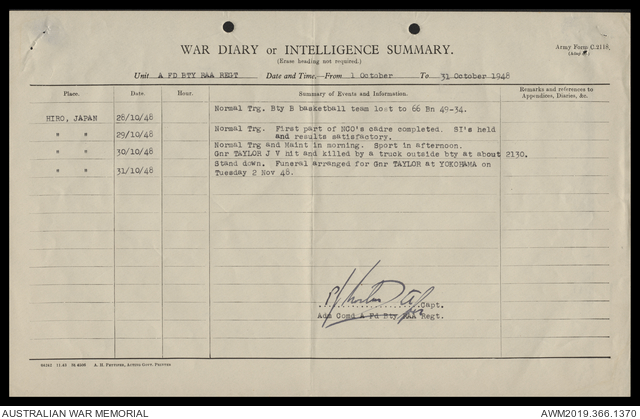 WAR DIARY or INTELLIGENCE SUMMARY.
(Erase heading not required.)
Army Form C.2118.
Unit A FD BTY RAA REGT Date and Time.—From 1 October To 31 October 1948
Place. Date. Hour. Summary of Events and Information. Remarks and references to Appendices, Diaries, &c.
HIRO, JAPAN 28/10/48 Normal Trg. Bty B basketball team lost to 66 Bn 49-34.
" " 29/10/48 Normal Trg. First part of NCO's cadre completed. SI's held
and results satisfactory.
" " 30/10/48 Normal Trg and Maint in morning. Sport in afternoon.
Gnr TAYLOR J V hit and killed by a truck outside bty at about 2130.
" " 31/10/48 Stand down. Funeral arranged for Gnr TAYLOR at YOKOHAMA on
Tuesday 2 Nov 48.
Capt.
Adm Comd A Fd Bty RAA Regt.
AUSTRALIAN WAR MEMORIAL
AWM2019.366.1370